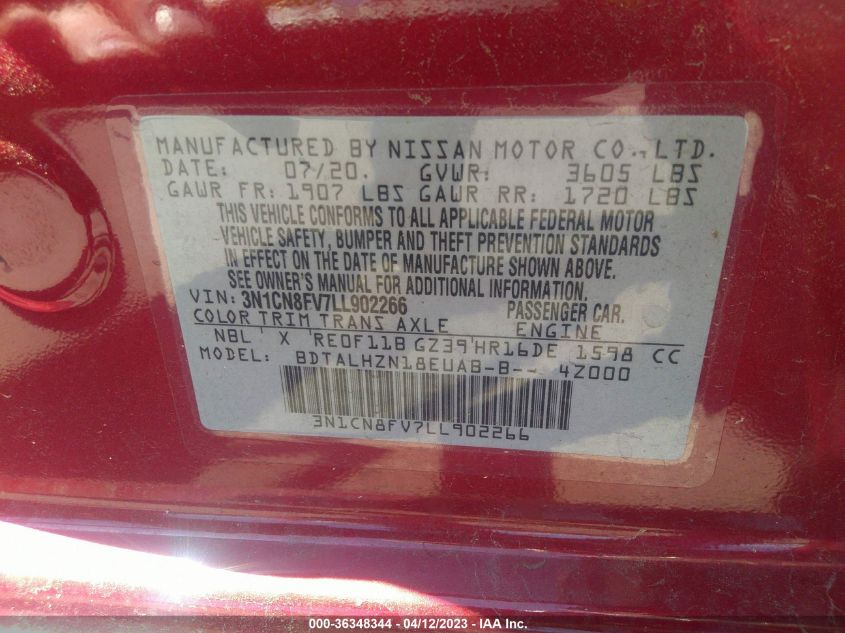 MANUFACTURED BY NISSAN MOTOR CO., LTD.
DATE: 07/20. GVWR: 3605 LBS
GAWR FR: 1907 LBS GAWR RR: 1720 LBS
THIS VEHICLE CONFORMS TO ALL APPLICABLE FEDERAL MOTOR
VEHICLE SAFETY, BUMPER AND THEFT PREVENTION STANDARDS
IN EFFECT ON THE DATE OF MANUFACTURE SHOWN ABOVE.
SEE OWNER'S MANUAL FOR ADDITIONAL INFORMATION.
VIN: 3N1CN8FV7LL902266 PASSENGER CAR.
COLOR TRIM TRANS AXLE ENGINE
NBL X RE0F11B GZ39 HR16DE 1598 CC
MODEL: BDTALHZN18EUAB-B-- 4Z000
3N1CN8FV7LL902266
000-36348344 - 04/12/2023 - IAA Inc.